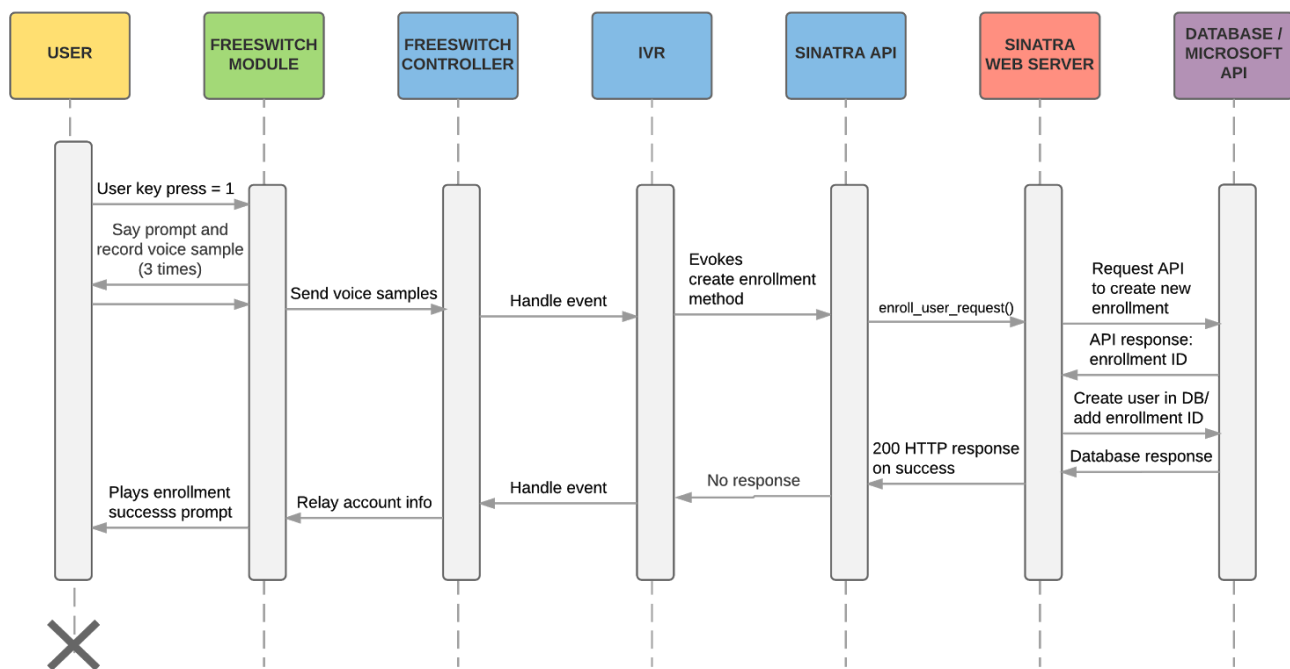 USER
FREESWITCH
MODULE
FREESWITCH
CONTROLLER
IVR
SINATRA API
SINATRA
WEB SERVER
DATABASE /
MICROSOFT
API
User key press = 1
Say prompt and
record voice sample
(3 times)
Send voice samples
Handle event
Evokes
create enrollment
method
enroll_user_request()
Request API
to create new
enrollment
API response:
enrollment ID
Create user in DB/
add enrollment ID
Database response
200 HTTP response
on success
No response
Handle event
Relay account info
Plays enrollment
successs prompt